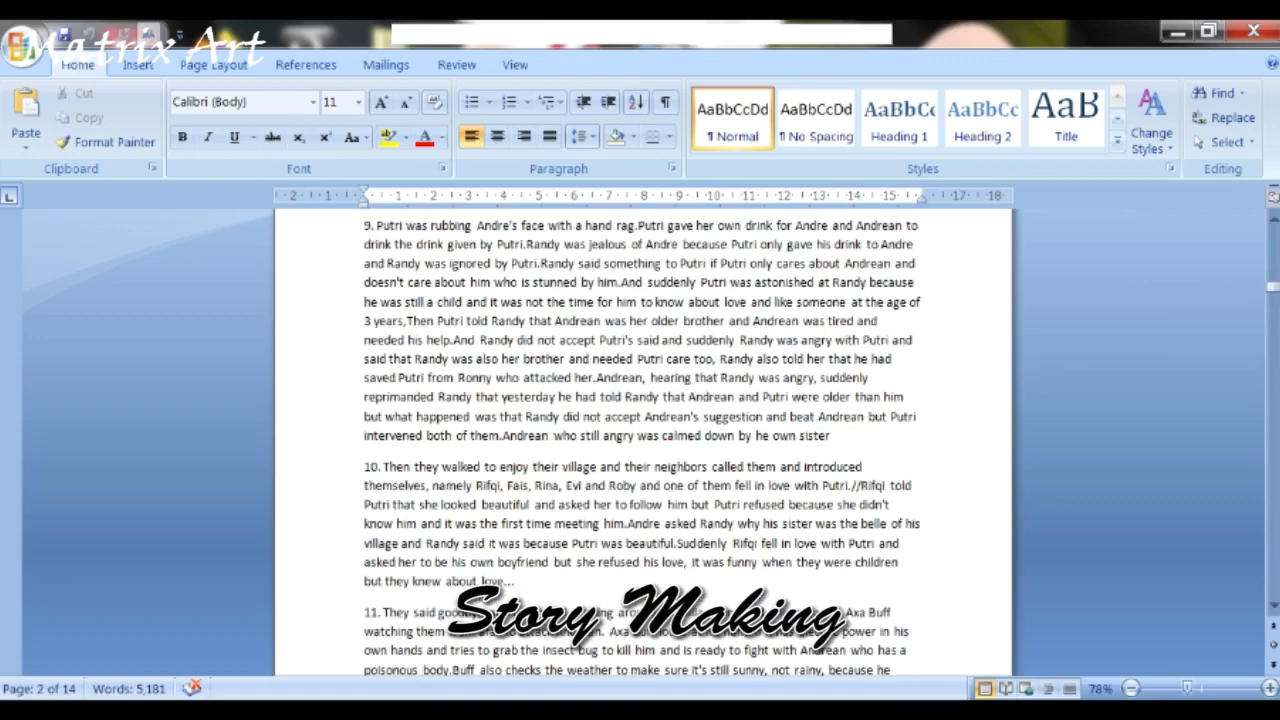 Matrix Art
Home Insert Page Layout References Mailings Review View
Paste
Cut
Copy
Format Painter
Clipboard
Calibri (Body) 11
Font
Paragraph
AaBbCcDd AaBbCcDd AaBbCc AaBbCc AaB
¶ Normal ¶ No Spacing Heading 1 Heading 2 Title
Change Styles
Styles
Find
Replace
Select
Editing
2 1 1 2 3 4 5 6 7 8 9 10 11 12 13 14 15 17 18
9. Putri was rubbing Andre's face with a hand rag.Putri gave her own drink for Andre and Andrean to
drink the drink given by Putri.Randy was jealous of Andre because Putri only gave his drink to Andre
and Randy was ignored by Putri.Randy said something to Putri if Putri only cares about Andrean and
doesn't care about him who is stunned by him.And suddenly Putri was astonished at Randy because
he was still a child and it was not the time for him to know about love and like someone at the age of
3 years,Then Putri told Randy that Andrean was her older brother and Andrean was tired and
needed his help.And Randy did not accept Putri's said and suddenly Randy was angry with Putri and
said that Randy was also her brother and needed Putri care too, Randy also told her that he had
saved Putri from Ronny who attacked her.Andrean, hearing that Randy was angry, suddenly
reprimanded Randy that yesterday he had told Randy that Andrean and Putri were older than him
but what happened was that Randy did not accept Andrean's suggestion and beat Andrean but Putri
intervened both of them.Andrean who still angry was calmed down by he own sister
10. Then they walked to enjoy their village and their neighbors called them and introduced
themselves, namely Rifqi, Fais, Rina, Evi and Roby and one of them fell in love with Putri.//Rifqi told
Putri that she looked beautiful and asked her to follow him but Putri refused because she didn't
know him and it was the first time meeting him.Andre asked Randy why his sister was the belle of his
village and Randy said it was because Putri was beautiful.Suddenly Rifqi fell in love with Putri and
asked her to be his own boyfriend but she refused his love, it was funny when they were children
but they knew about love...
Story Making
11. They said Axa Buff
watching them Axa power in his
own hands and tries to grab the insect bug to kill him and is ready to fight with Andrean who has a
poisonous body.Buff also checks the weather to make sure it's still sunny, not rainy, because he
Page: 2 of 14 Words: 5,181 78%